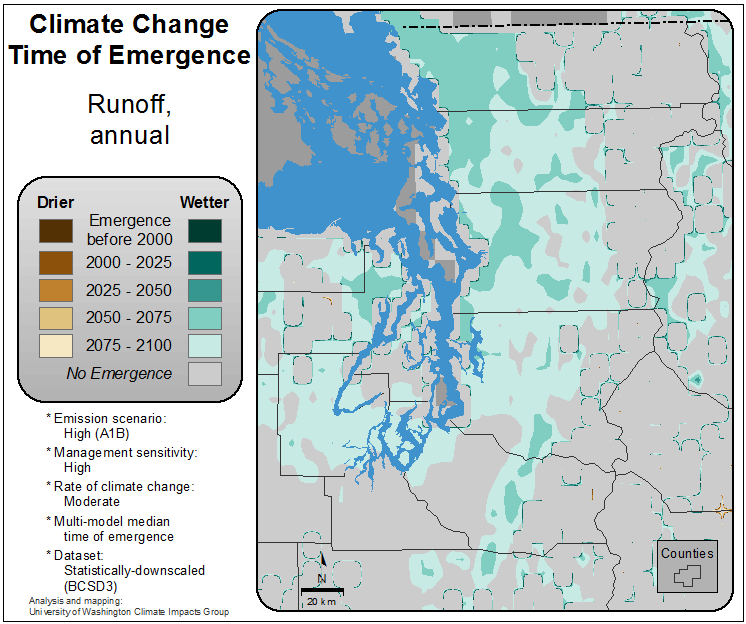 Climate Change
Time of Emergence
Runoff,
annual
Drier Wetter
Emergence
before 2000
2000 - 2025
2025 - 2050
2050 - 2075
2075 - 2100
No Emergence
* Emission scenario:
High (A1B)
* Management sensitivity:
High
* Rate of climate change:
Moderate
* Multi-model median
time of emergence
* Dataset:
Statistically-downscaled
(BCSD3)
Analysis and mapping:
University of Washington Climate Impacts Group
N
20 km
Counties